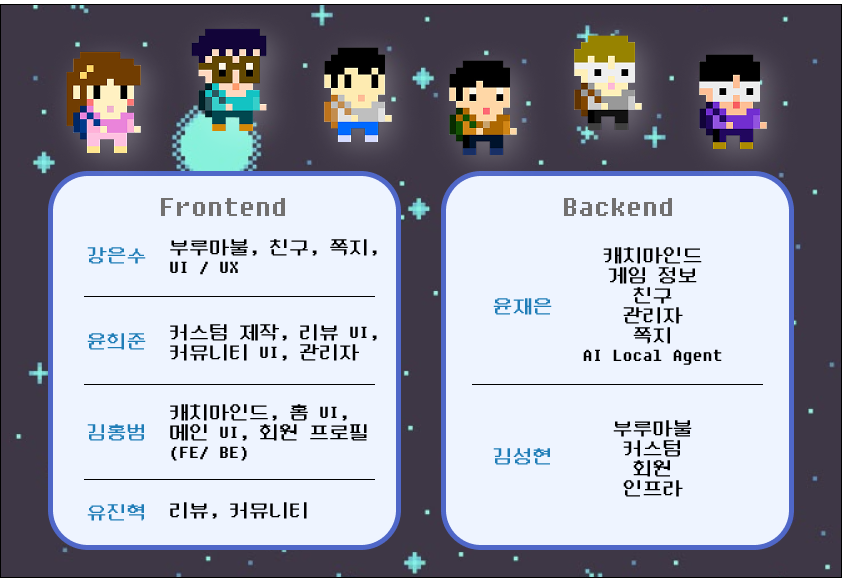 Frontend
강은수
부루마불, 친구, 쪽지,
UI / UX
윤희준
커스텀 제작, 리뷰 UI,
커뮤니티 UI, 관리자
김홍범
캐치마인드, 홈 UI,
메인 UI, 회원 프로필
(FE/ BE)
유진혁
리뷰, 커뮤니티
Backend
윤재은
캐치마인드
게임 정보
친구
관리자
쪽지
AI Local Agent
김성현
부루마불
커스텀
회원
인프라